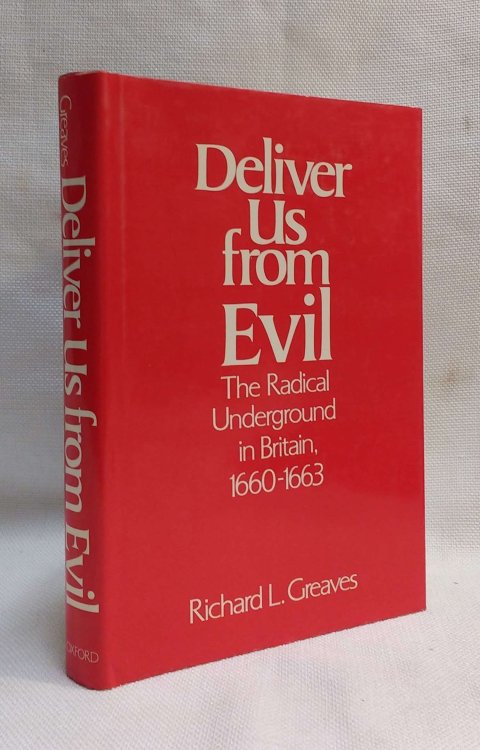 Deliver
Us
from
Evil
The Radical
Underground
in Britain,
1660-1663
Richard L. Greaves
Greaves
Deliver Us from Evil
OXFORD